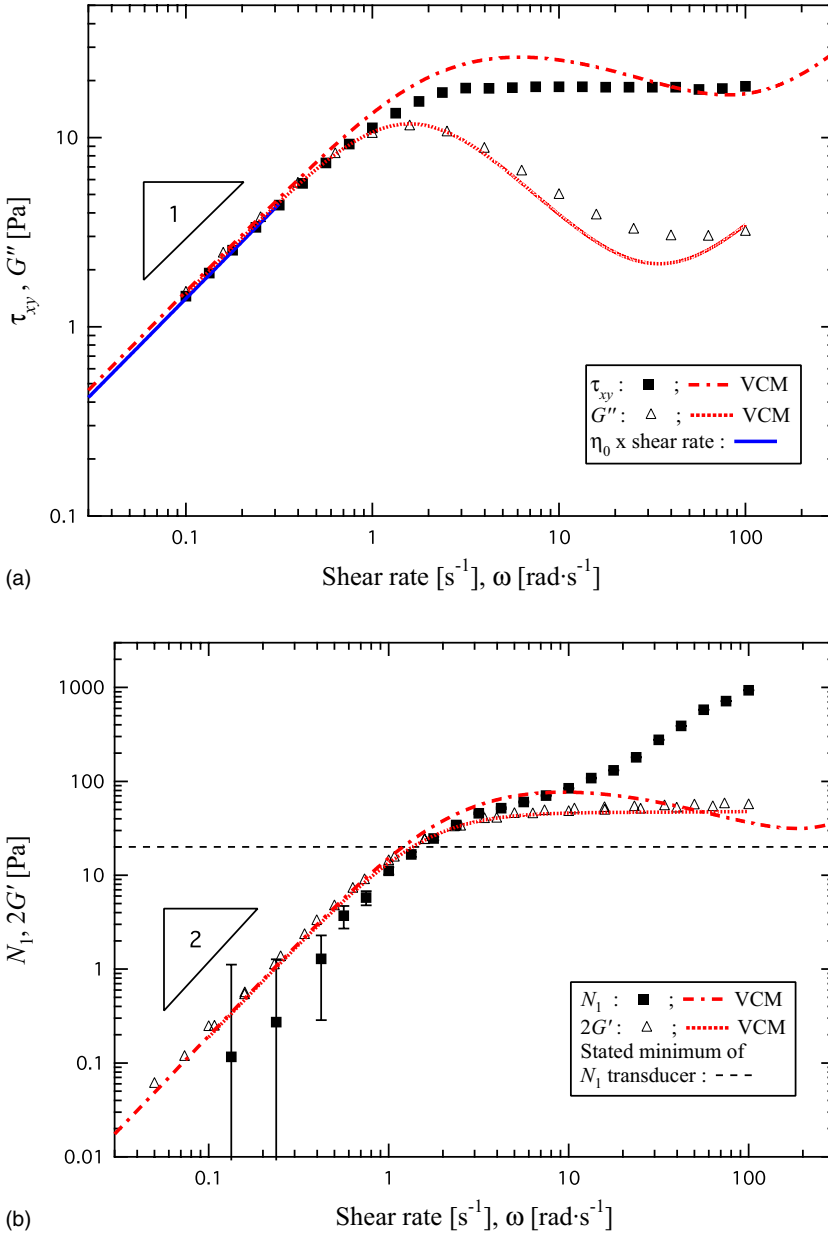 10
1
0.1
τxy , G″ [Pa]
1
τxy : ■ ; VCM
G″ : △ ; VCM
η0 x shear rate :
0.1 1 10 100
(a)
Shear rate [s-1], ω [rad·s-1]
1000
100
10
1
0.1
0.01
N1, 2G′ [Pa]
2
N1 : ■ ; VCM
2G′ : △ ; VCM
Stated minimum of
N1 transducer :
0.1 1 10 100
(b)
Shear rate [s-1], ω [rad·s-1]